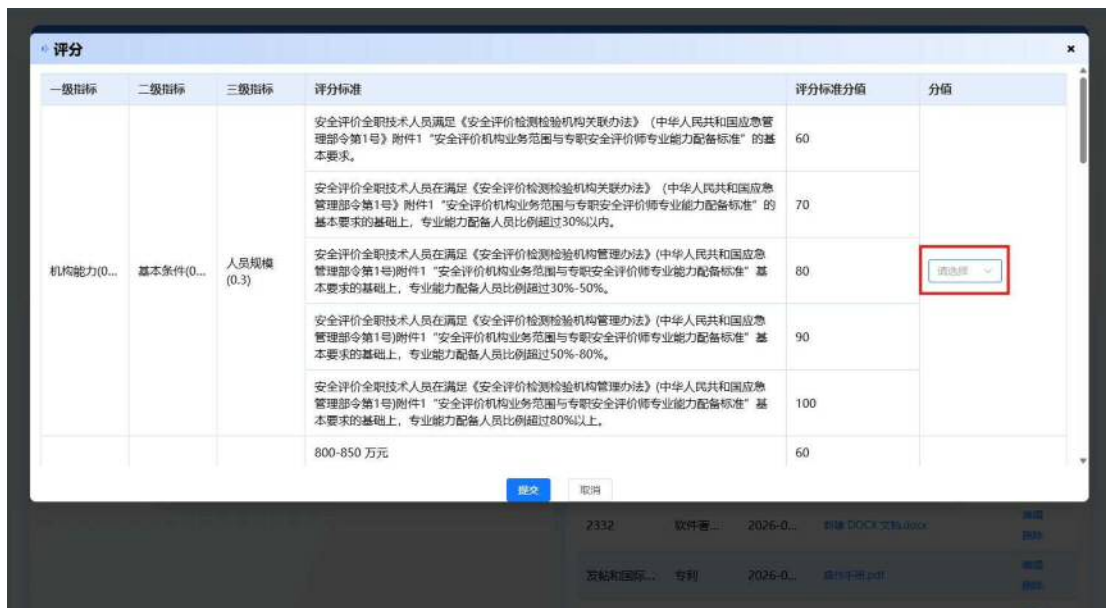 评分
一级指标 二级指标 三级指标 评分标准 评分标准分值 分值
安全评价全职技术人员满足《安全评价检测检验机构关联办法》（中华人民共和国应急管
理部令第1号》附件1“安全评价机构业务范围与专职安全评价师专业能力配备标准”的基
本要求。
60
安全评价全职技术人员在满足《安全评价检测检验机构关联办法》（中华人民共和国应急
管理部令第1号》附件1“安全评价机构业务范围与专职安全评价师专业能力配备标准”的
基本要求的基础上，专业能力配备人员比例超过30%以内。
70
机构能力(0... 基本条件(0... 人员规模
(0.3)
安全评价全职技术人员在满足《安全评价检测检验机构管理办法》(中华人民共和国应急
管理部令第1号)附件1“安全评价机构业务范围与专职安全评价师专业能力配备标准”基
本要求的基础上，专业能力配备人员比例超过30%-50%。
80
请选择
安全评价全职技术人员在满足《安全评价检测检验机构管理办法》(中华人民共和国应急
管理部令第1号)附件1“安全评价机构业务范围与专职安全评价师专业能力配备标准”基
本要求的基础上，专业能力配备人员比例超过50%-80%。
90
安全评价全职技术人员在满足《安全评价检测检验机构管理办法》(中华人民共和国应急
管理部令第1号)附件1“安全评价机构业务范围与专职安全评价师专业能力配备标准”基
本要求的基础上，专业能力配备人员比例超过80%以上。
100
800-850 万元 60
提交 取消
2332 软件著... 2026-0... 新建 DOCX 文档.docx 编辑
删除
发帖和国际... 专利 2026-0... 操作手册.pdf 编辑
删除